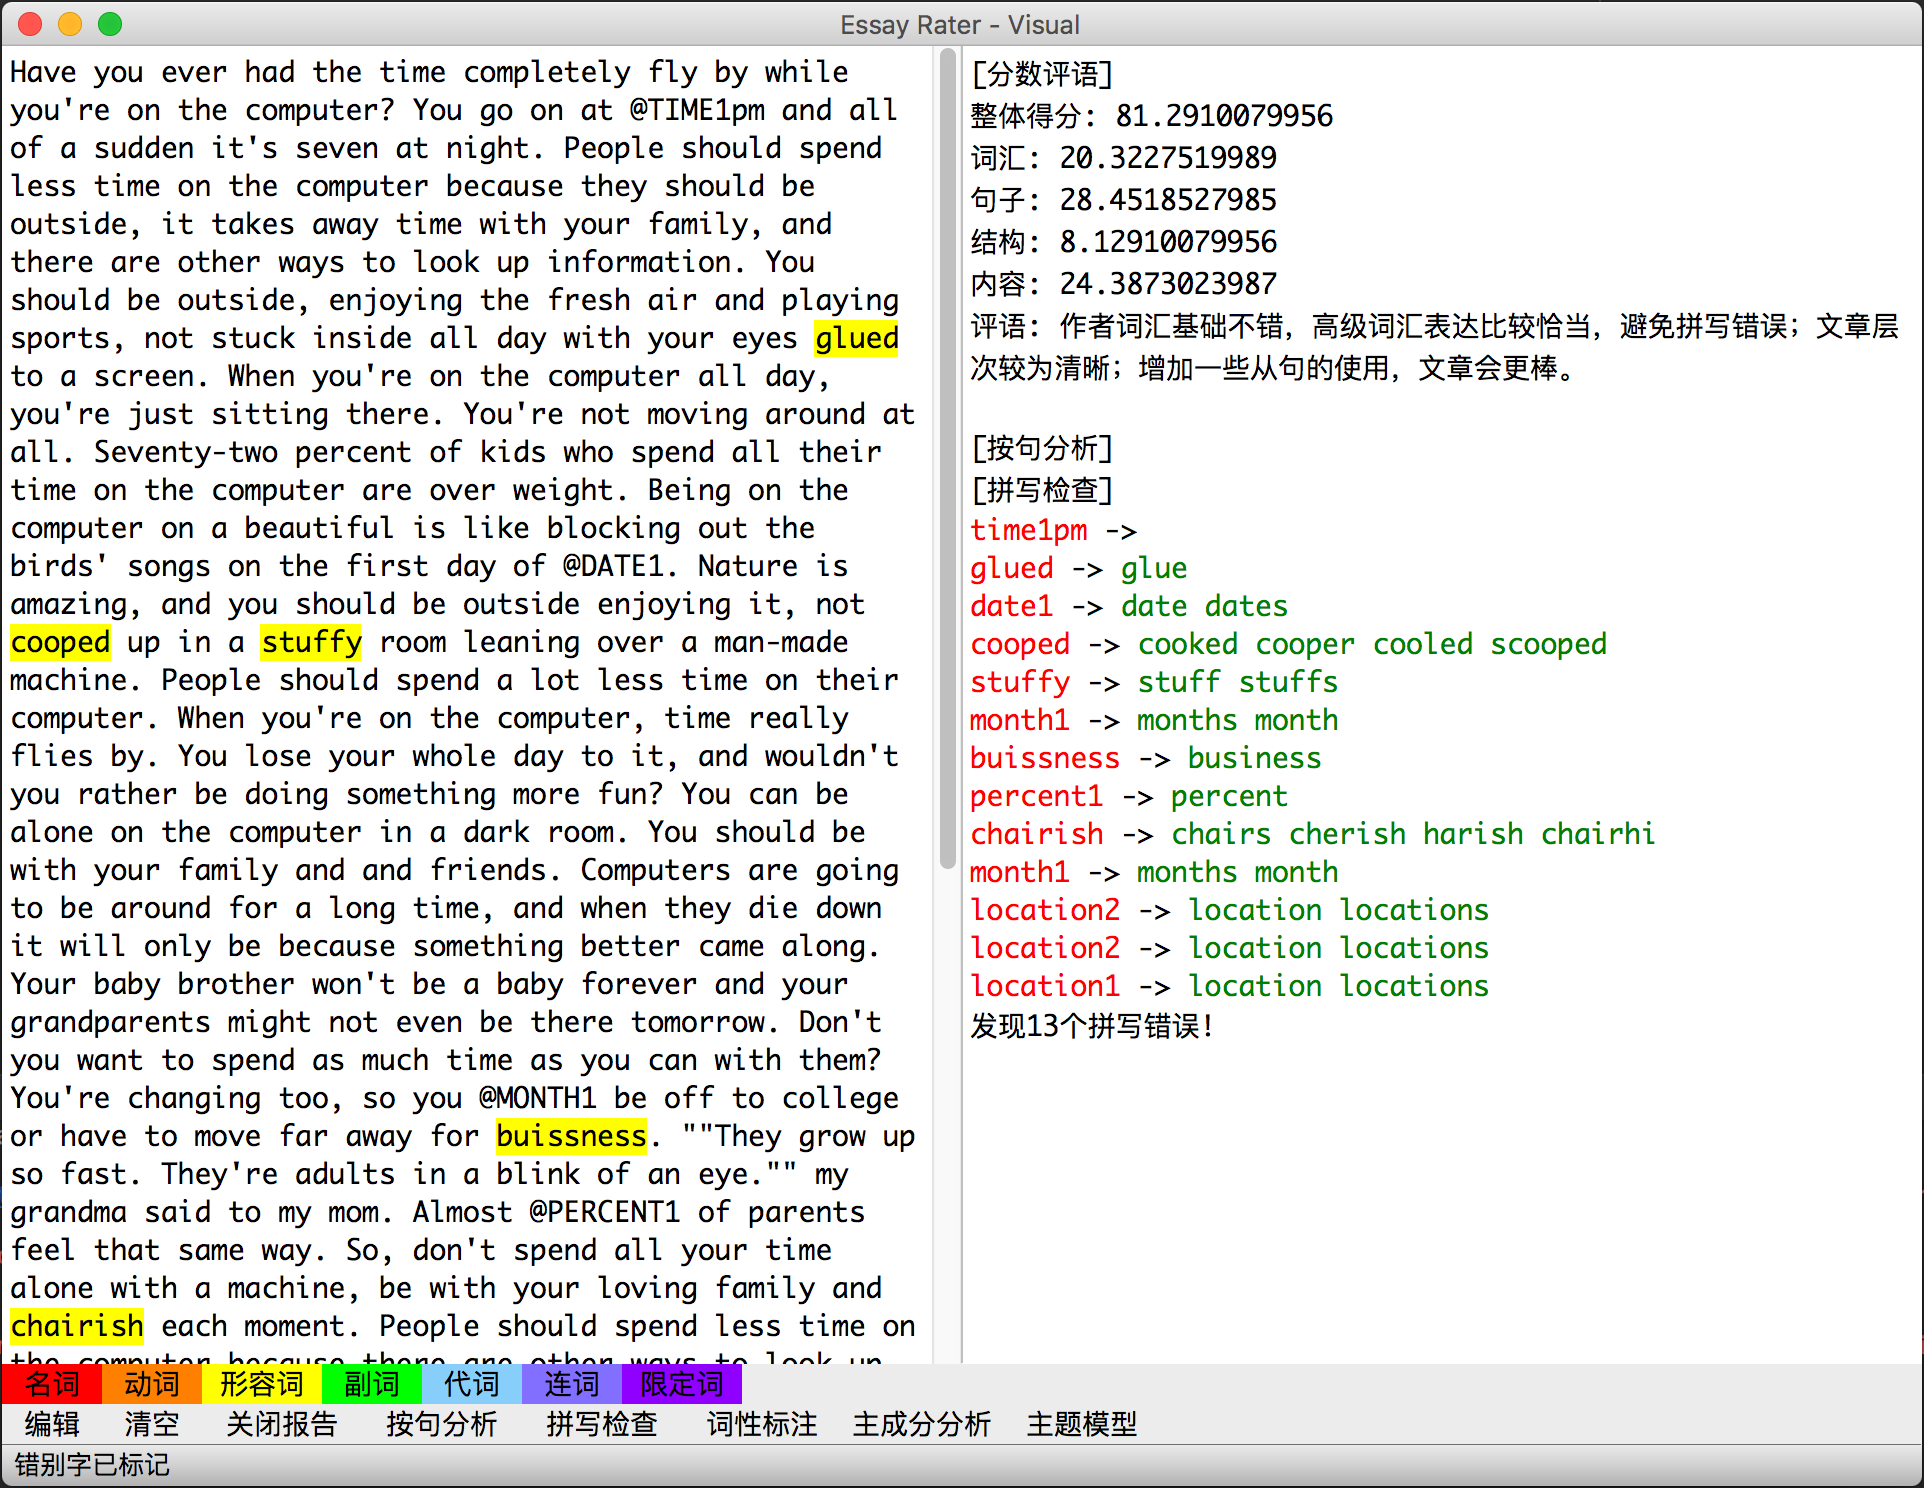 Essay Rater - Visual
Have you ever had the time completely fly by while
you're on the computer? You go on at @TIME1pm and all
of a sudden it's seven at night. People should spend
less time on the computer because they should be
outside, it takes away time with your family, and
there are other ways to look up information. You
should be outside, enjoying the fresh air and playing
sports, not stuck inside all day with your eyes glued
to a screen. When you're on the computer all day,
you're just sitting there. You're not moving around at
all. Seventy-two percent of kids who spend all their
time on the computer are over weight. Being on the
computer on a beautiful is like blocking out the
birds' songs on the first day of @DATE1. Nature is
amazing, and you should be outside enjoying it, not
cooped up in a stuffy room leaning over a man-made
machine. People should spend a lot less time on their
computer. When you're on the computer, time really
flies by. You lose your whole day to it, and wouldn't
you rather be doing something more fun? You can be
alone on the computer in a dark room. You should be
with your family and and friends. Computers are going
to be around for a long time, and when they die down
it will only be because something better came along.
Your baby brother won't be a baby forever and your
grandparents might not even be there tomorrow. Don't
you want to spend as much time as you can with them?
You're changing too, so you @MONTH1 be off to college
or have to move far away for buissness. ""They grow up
so fast. They're adults in a blink of an eye."" my
grandma said to my mom. Almost @PERCENT1 of parents
feel that same way. So, don't spend all your time
alone with a machine, be with your loving family and
chairish each moment. People should spend less time on
the computer because there are other ways to look up
[分数评语]
整体得分: 81.2910079956
词汇: 20.3227519989
句子: 28.4518527985
结构: 8.12910079956
内容: 24.3873023987
评语: 作者词汇基础不错，高级词汇表达比较恰当，避免拼写错误；文章层
次较为清晰；增加一些从句的使用，文章会更棒。
[按句分析]
[拼写检查]
time1pm ->
glued -> glue
date1 -> date dates
cooped -> cooked cooper cooled scooped
stuffy -> stuff stuffs
month1 -> months month
buissness -> business
percent1 -> percent
chairish -> chairs cherish harish chairhi
month1 -> months month
location2 -> location locations
location2 -> location locations
location1 -> location locations
发现13个拼写错误！
名词 动词 形容词 副词 代词 连词 限定词
编辑 清空 关闭报告 按句分析 拼写检查 词性标注 主成分分析 主题模型
错别字已标记